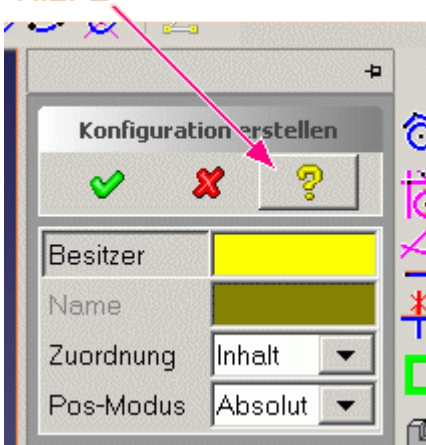 Konfiguration erstellen
Besitzer
Name
Zuordnung Inhalt
Pos-Modus Absolut